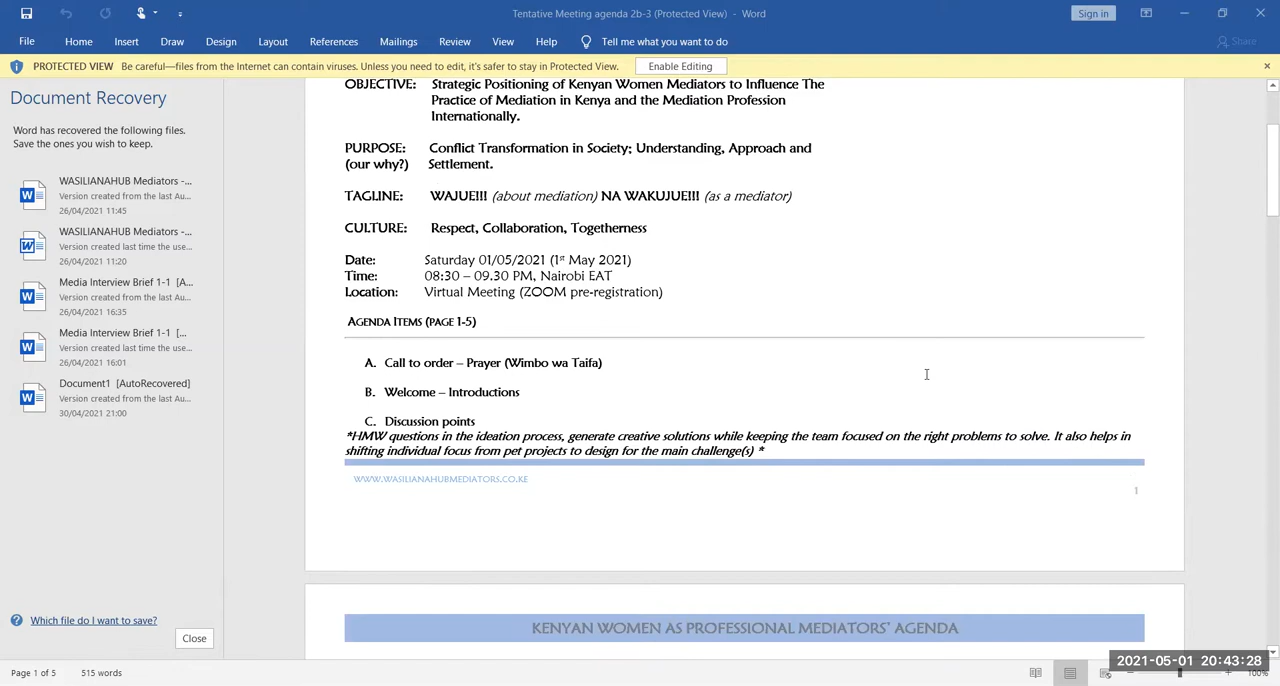 Tentative Meeting agenda 2b-3 (Protected View) - Word
Sign in
File Home Insert Draw Design Layout References Mailings Review View Help Tell me what you want to do Share
PROTECTED VIEW Be careful—files from the Internet can contain viruses. Unless you need to edit, it's safer to stay in Protected View. Enable Editing
Document Recovery
Word has recovered the following files.
Save the ones you wish to keep.
WASILIANAHUB Mediators -...
Version created from the last Au...
26/04/2021 11:45
WASILIANAHUB Mediators -...
Version created last time the use...
26/04/2021 11:20
Media Interview Brief 1-1 [A...
Version created from the last Au...
26/04/2021 16:35
Media Interview Brief 1-1 [...
Version created last time the use...
26/04/2021 16:01
Document1 [AutoRecovered]
Version created from the last Au...
30/04/2021 21:00
Which file do I want to save?
Close
OBJECTIVE: Strategic Positioning of Kenyan Women Mediators to Influence The
Practice of Mediation in Kenya and the Mediation Profession
Internationally.
PURPOSE: Conflict Transformation in Society; Understanding, Approach and
(our why?) Settlement.
TAGLINE: WAJUE!!! (about mediation) NA WAKUJUE!!! (as a mediator)
CULTURE: Respect, Collaboration, Togetherness
Date: Saturday 01/05/2021 (1st May 2021)
Time: 08:30 – 09.30 PM, Nairobi EAT
Location: Virtual Meeting (ZOOM pre-registration)
AGENDA ITEMS (PAGE 1-5)
A. Call to order – Prayer (Wimbo wa Taifa)
B. Welcome – Introductions
C. Discussion points
*HMW questions in the ideation process, generate creative solutions while keeping the team focused on the right problems to solve. It also helps in
shifting individual focus from pet projects to design for the main challenge(s) *
WWW.WASILIANAHUBMEDIATORS.CO.KE
1
KENYAN WOMEN AS PROFESSIONAL MEDIATORS' AGENDA
2021-05-01 20:43:28
Page 1 of 5 515 words
100%